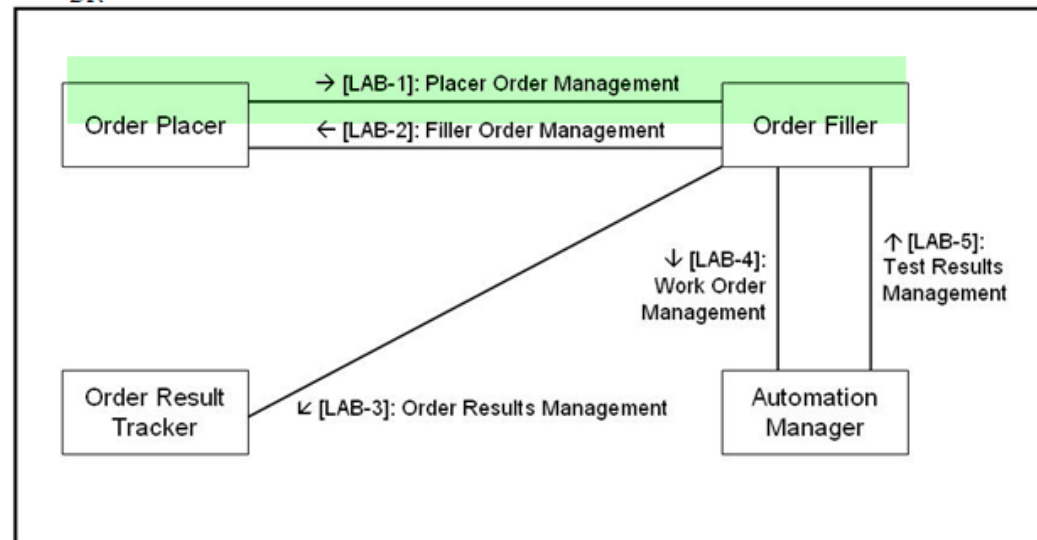 → [LAB-1]: Placer Order Management
Order Placer
← [LAB-2]: Filler Order Management
Order Filler
↓ [LAB-4]:
Work Order
Management
↑ [LAB-5]:
Test Results
Management
Order Result
Tracker
↙ [LAB-3]: Order Results Management
Automation
Manager